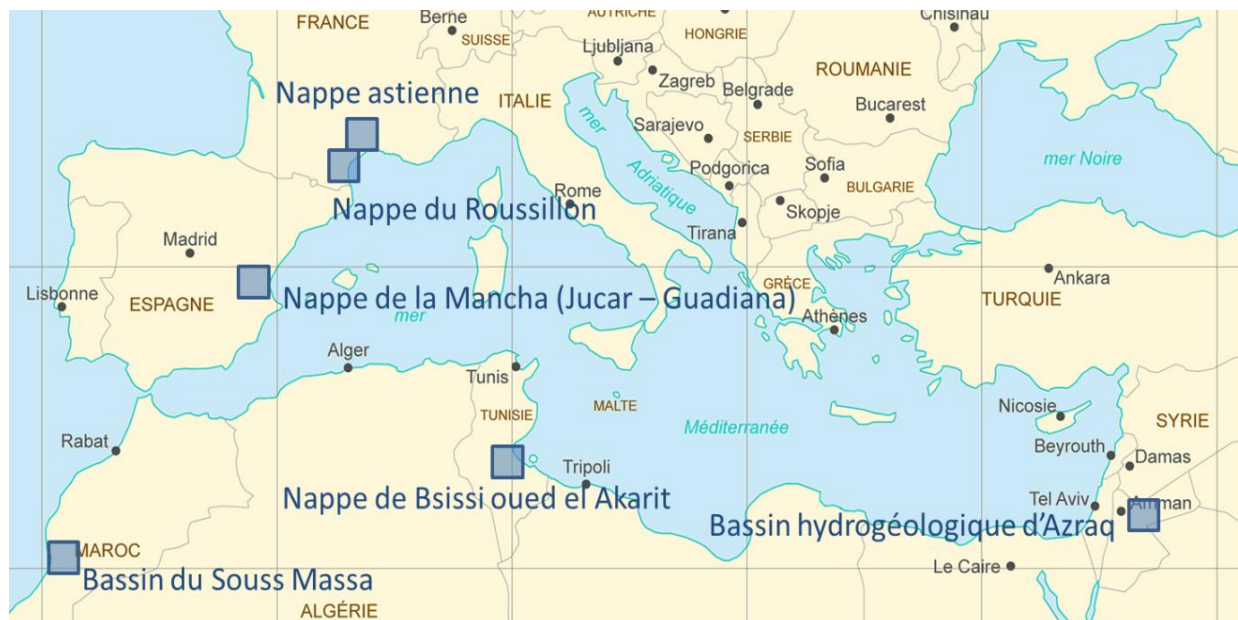 FRANCE
Berne
SUISSE
AUTRICHE
Ljubljana
HONGRIE
Chisinau
Zagreb
ROUMANIE
Nappe astienne
ITALIE
Belgrade
Bucarest
mer
Adriatique
Sarajevo
SERBIE
mer Noire
Podgorica
Sofia
BULGARIE
Rome
Nappe du Roussillon
Skopje
Tirana
Madrid
Lisbonne
ESPAGNE
Nappe de la Mancha (Jucar – Guadiana)
mer
GRÈCE
Athènes
Ankara
TURQUIE
Alger
Tunis
TUNISIE
MALTE
Méditerranée
Nicosie
SYRIE
Rabat
Beyrouth
Damas
Tripoli
Nappe de Bsissi oued el Akarit
Tel Aviv
Amman
Bassin hydrogéologique d’Azraq
MAROC
Bassin du Souss Massa
Le Caire
ALGÉRIE